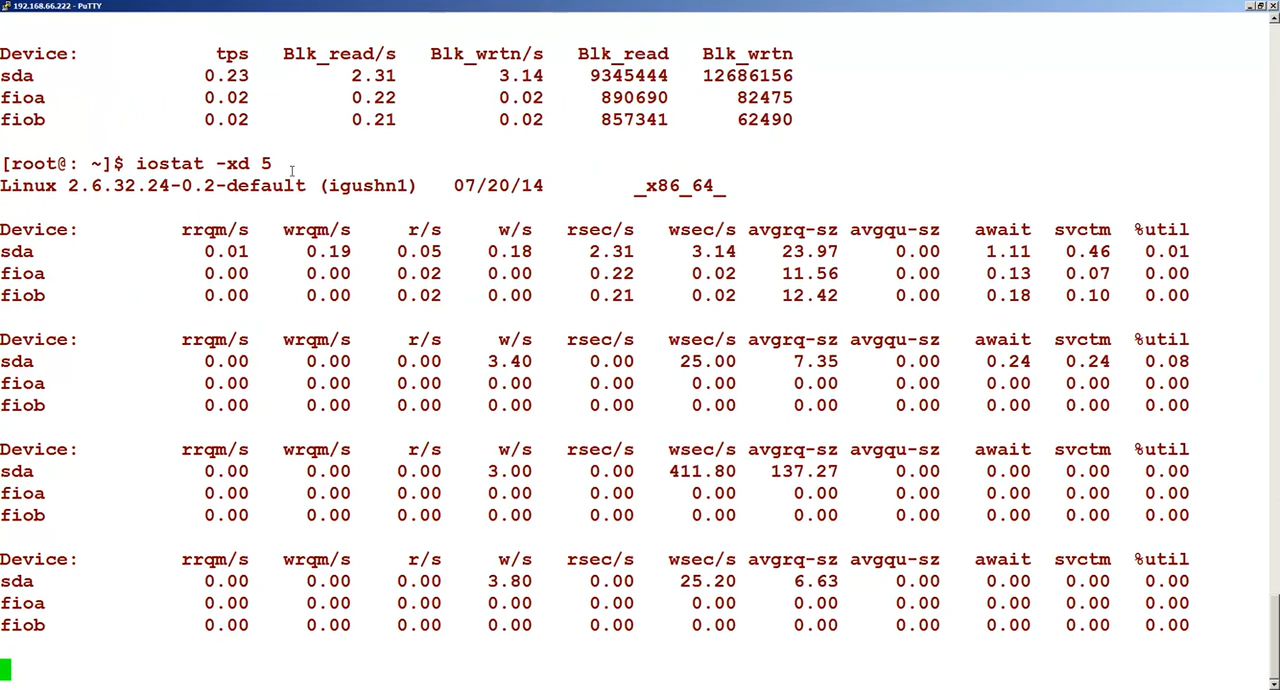 192.168.66.222 - PuTTY
Device: tps Blk_read/s Blk_wrtn/s Blk_read Blk_wrtn
sda 0.23 2.31 3.14 9345444 12686156
fioa 0.02 0.22 0.02 890690 82475
fiob 0.02 0.21 0.02 857341 62490
[root@: ~]$ iostat -xd 5
Linux 2.6.32.24-0.2-default (igushn1) 07/20/14 _x86_64_
Device: rrqm/s wrqm/s r/s w/s rsec/s wsec/s avgrq-sz avgqu-sz await svctm %util
sda 0.01 0.19 0.05 0.18 2.31 3.14 23.97 0.00 1.11 0.46 0.01
fioa 0.00 0.00 0.02 0.00 0.22 0.02 11.56 0.00 0.13 0.07 0.00
fiob 0.00 0.00 0.02 0.00 0.21 0.02 12.42 0.00 0.18 0.10 0.00
Device: rrqm/s wrqm/s r/s w/s rsec/s wsec/s avgrq-sz avgqu-sz await svctm %util
sda 0.00 0.00 0.00 3.40 0.00 25.00 7.35 0.00 0.24 0.24 0.08
fioa 0.00 0.00 0.00 0.00 0.00 0.00 0.00 0.00 0.00 0.00 0.00
fiob 0.00 0.00 0.00 0.00 0.00 0.00 0.00 0.00 0.00 0.00 0.00
Device: rrqm/s wrqm/s r/s w/s rsec/s wsec/s avgrq-sz avgqu-sz await svctm %util
sda 0.00 0.00 0.00 3.00 0.00 411.80 137.27 0.00 0.00 0.00 0.00
fioa 0.00 0.00 0.00 0.00 0.00 0.00 0.00 0.00 0.00 0.00 0.00
fiob 0.00 0.00 0.00 0.00 0.00 0.00 0.00 0.00 0.00 0.00 0.00
Device: rrqm/s wrqm/s r/s w/s rsec/s wsec/s avgrq-sz avgqu-sz await svctm %util
sda 0.00 0.00 0.00 3.80 0.00 25.20 6.63 0.00 0.00 0.00 0.00
fioa 0.00 0.00 0.00 0.00 0.00 0.00 0.00 0.00 0.00 0.00 0.00
fiob 0.00 0.00 0.00 0.00 0.00 0.00 0.00 0.00 0.00 0.00 0.00